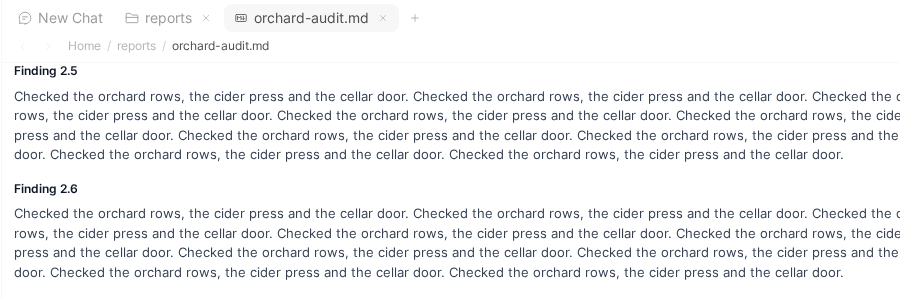 New Chat reports × orchard-audit.md × +
Home / reports / orchard-audit.md
Finding 2.5
Checked the orchard rows, the cider press and the cellar door. Checked the orchard rows, the cider press and the cellar door. Checked the
rows, the cider press and the cellar door. Checked the orchard rows, the cider press and the cellar door. Checked the orchard rows, the
press and the cellar door. Checked the orchard rows, the cider press and the cellar door. Checked the orchard rows, the cider press and the
door. Checked the orchard rows, the cider press and the cellar door. Checked the orchard rows, the cider press and the cellar door.
Finding 2.6
Checked the orchard rows, the cider press and the cellar door. Checked the orchard rows, the cider press and the cellar door. Checked the
rows, the cider press and the cellar door. Checked the orchard rows, the cider press and the cellar door. Checked the orchard rows, the
press and the cellar door. Checked the orchard rows, the cider press and the cellar door. Checked the orchard rows, the cider press and the
door. Checked the orchard rows, the cider press and the cellar door. Checked the orchard rows, the cider press and the cellar door.